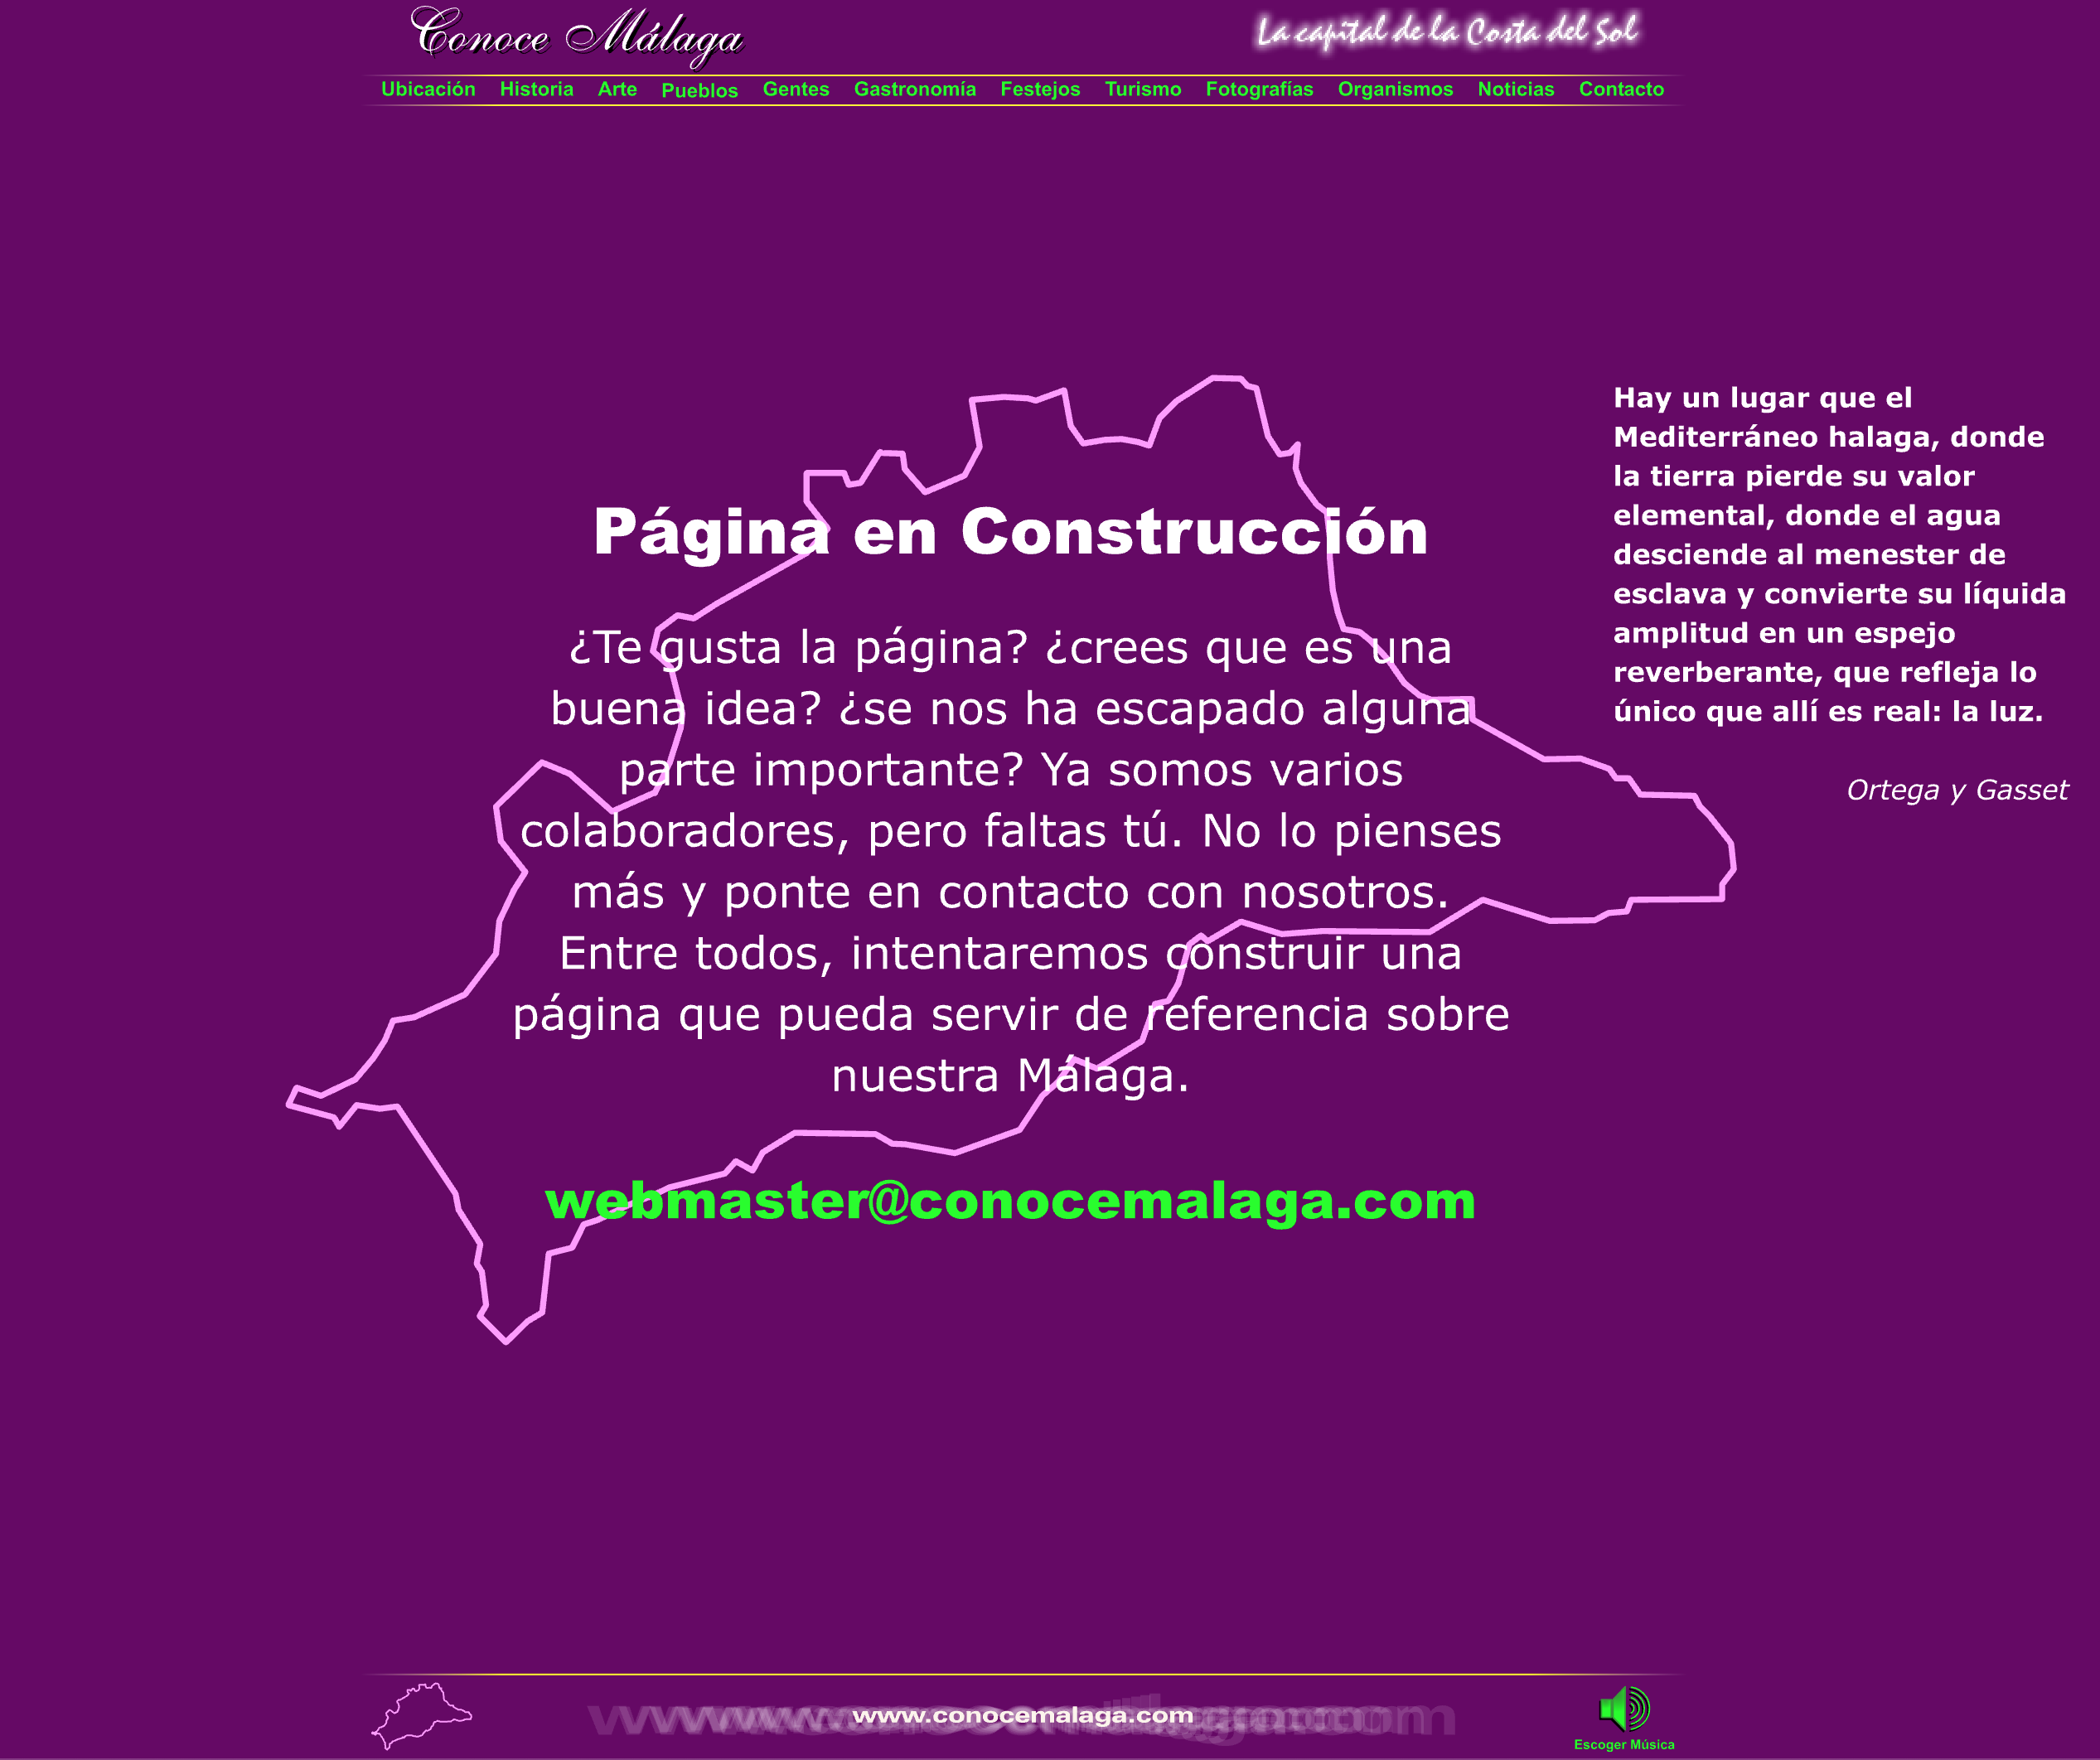 Conoce Málaga
La capital de la Costa del Sol
Ubicación Historia Arte Pueblos Gentes Gastronomía Festejos Turismo Fotografías Organismos Noticias Contacto
Hay un lugar que el
Mediterráneo halaga, donde
la tierra pierde su valor
elemental, donde el agua
desciende al menester de
esclava y convierte su líquida
amplitud en un espejo
reverberante, que refleja lo
único que allí es real: la luz.
Ortega y Gasset
Página en Construcción
¿Te gusta la página? ¿crees que es una
buena idea? ¿se nos ha escapado alguna
parte importante? Ya somos varios
colaboradores, pero faltas tú. No lo pienses
más y ponte en contacto con nosotros.
Entre todos, intentaremos construir una
página que pueda servir de referencia sobre
nuestra Málaga.
webmaster@conocemalaga.com
www.conocemalaga.com
Escoger Música